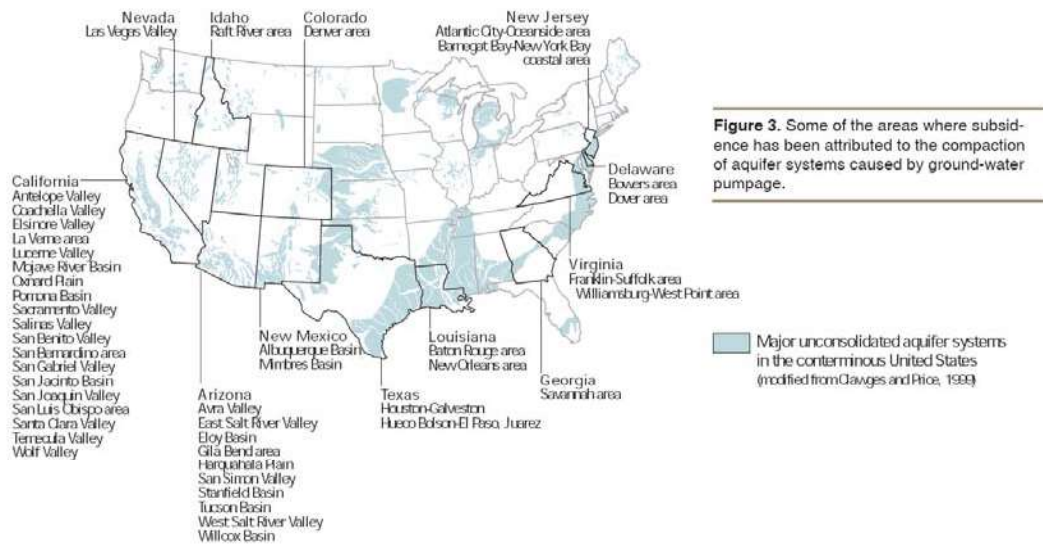 Nevada
Las Vegas Valley
Idaho
Raft River area
Colorado
Denver area
New Jersey
Atlantic City-Oceanside area
Barnegat Bay-New York Bay
coastal area
Figure 3. Some of the areas where subsid-
ence has been attributed to the compaction
of aquifer systems caused by ground-water
pumpage.
Delaware
Bowers area
Dover area
California
Antelope Valley
Coachella Valley
Elsinore Valley
La Verne area
Lucerne Valley
Mojave River Basin
Oxnard Plain
Pomona Basin
Sacramento Valley
Salinas Valley
San Benito Valley
San Bernardino area
San Gabriel Valley
San Jacinto Basin
San Joaquin Valley
San Luis Obispo area
Santa Clara Valley
Temecula Valley
Wolf Valley
Virginia
Franklin-Suffolk area
Williamsburg-West Point area
New Mexico
Albuquerque Basin
Mimbres Basin
Louisiana
Baton Rouge area
New Orleans area
Major unconsolidated aquifer systems
in the conterminous United States
(modified from Clawges and Price, 1999)
Georgia
Savannah area
Arizona
Avra Valley
East Salt River Valley
Eloy Basin
Gila Bend area
Harquahala Plain
San Simon Valley
Stanfield Basin
Tucson Basin
West Salt River Valley
Willcox Basin
Texas
Houston-Galveston
Hueco Bolson-El Paso, Juarez